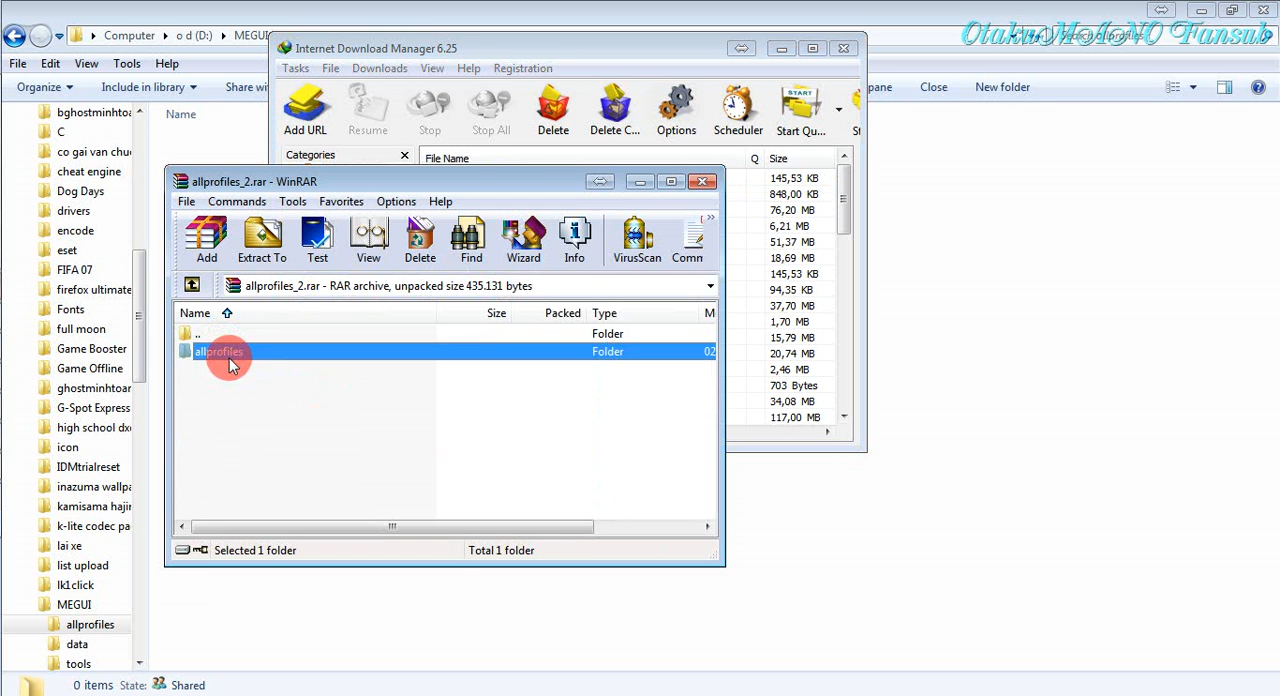 OtakuMAINO Fansub
Computer
o d (D:)
MEGUI
File Edit View Tools Help
Organize Include in library Share wi
pane Close New folder
bghostminhtoa
C
co gai van chu
cheat engine
Dog Days
drivers
encode
eset
FIFA 07
firefox ultimate
Fonts
full moon
Game Booster
Game Offline
ghostminhtoar
G-Spot Express
high school dx
icon
IDMtrialreset
inazuma wallpa
kamisama hajin
k-lite codec pa
lai xe
list upload
lk1click
MEGUI
allprofiles
data
tools
Name
0 items State: Shared
Internet Download Manager 6.25
Tasks File Downloads View Help Registration
Add URL Resume Stop Stop All Delete Delete C... Options Scheduler Start Qu... St
Categories
File Name Q Size
145,53 KB
848,00 KB
76,20 MB
6,21 MB
51,37 MB
18,69 MB
145,53 KB
94,35 KB
37,70 MB
1,70 MB
15,79 MB
20,74 MB
2,46 MB
703 Bytes
34,08 MB
117,00 MB
allprofiles_2.rar - WinRAR
File Commands Tools Favorites Options Help
Add Extract To Test View Delete Find Wizard Info VirusScan Comn
allprofiles_2.rar - RAR archive, unpacked size 435.131 bytes
Name Size Packed Type M
.. Folder
allprofiles Folder 02
Selected 1 folder
Total 1 folder